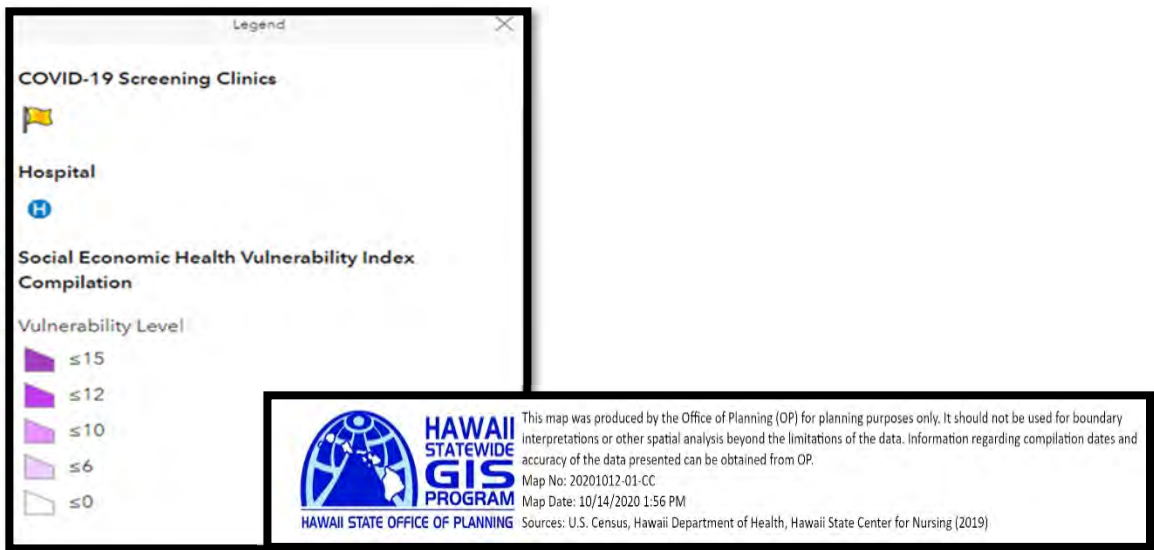 Legend
COVID-19 Screening Clinics
Hospital
H
Social Economic Health Vulnerability Index
Compilation
Vulnerability Level
≤15
≤12
≤10
≤6
≤0
HAWAII
STATEWIDE
GIS
PROGRAM
HAWAII STATE OFFICE OF PLANNING
This map was produced by the Office of Planning (OP) for planning purposes only. It should not be used for boundary
interpretations or other spatial analysis beyond the limitations of the data. Information regarding compilation dates and
accuracy of the data presented can be obtained from OP.
Map No: 20201012-01-CC
Map Date: 10/14/2020 1:56 PM
Sources: U.S. Census, Hawaii Department of Health, Hawaii State Center for Nursing (2019)